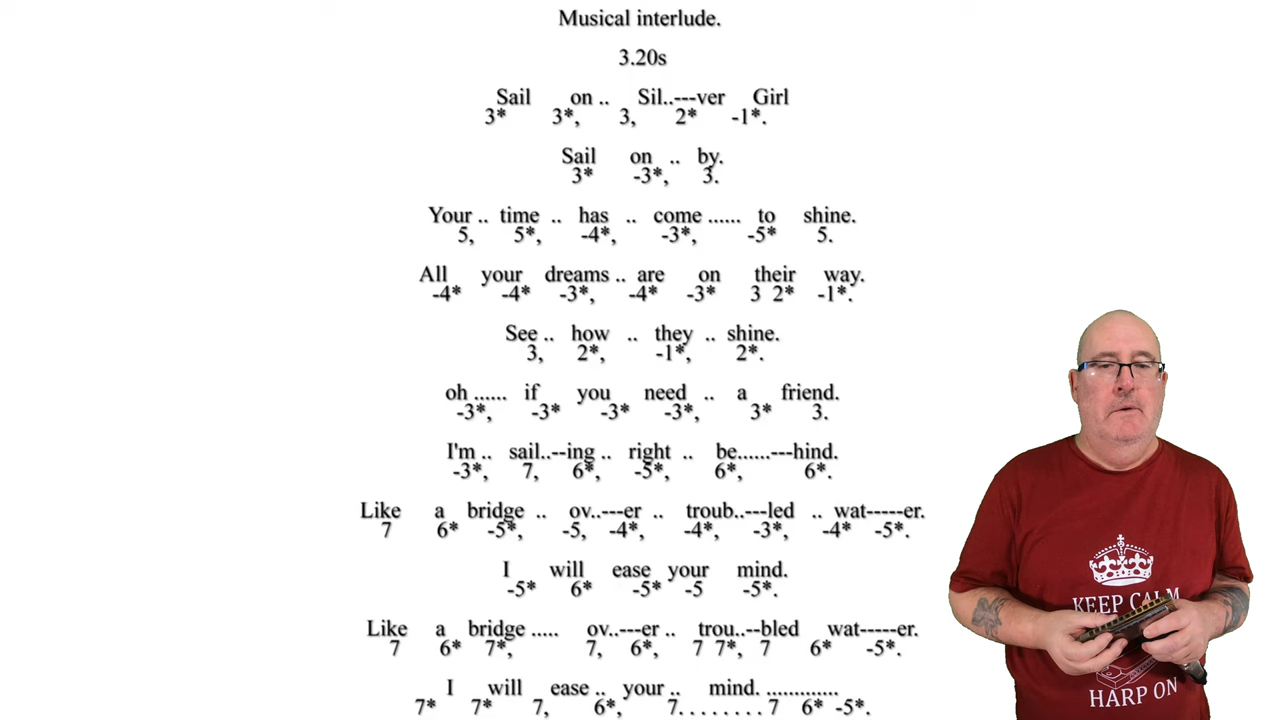 Musical interlude.
3.20s
Sail on .. Sil..---ver Girl
3* 3*, 3, 2* -1*.
Sail on .. by.
3* -3*, 3.
Your .. time .. has .. come ...... to shine.
5, 5*, -4*, -3*, -5* 5.
All your dreams .. are on their way.
-4* -4* -3*, -4* -3* 3 2* -1*.
See .. how .. they .. shine.
3, 2*, -1*, 2*.
oh ...... if you need .. a friend.
-3*, -3* -3* -3*, 3* 3.
I'm .. sail..--ing .. right .. be......---hind.
-3*, 7, 6*, -5*, 6*, 6*.
Like a bridge .. ov..---er .. troub..---led .. wat-----er.
7 6* -5*, -5, -4*, -4*, -3*, -4* -5*.
I will ease your mind.
-5* 6* -5* -5 -5*.
Like a bridge ..... ov..---er .. trou..--bled wat-----er.
7 6* 7*, 7, 6*, 7 7*, 7 6* -5*.
I will ease .. your .. mind. .............
7* 7* 7, 6*, 7. . . . . . . . 7 6* -5*.
KEEP CALM
HARP ON